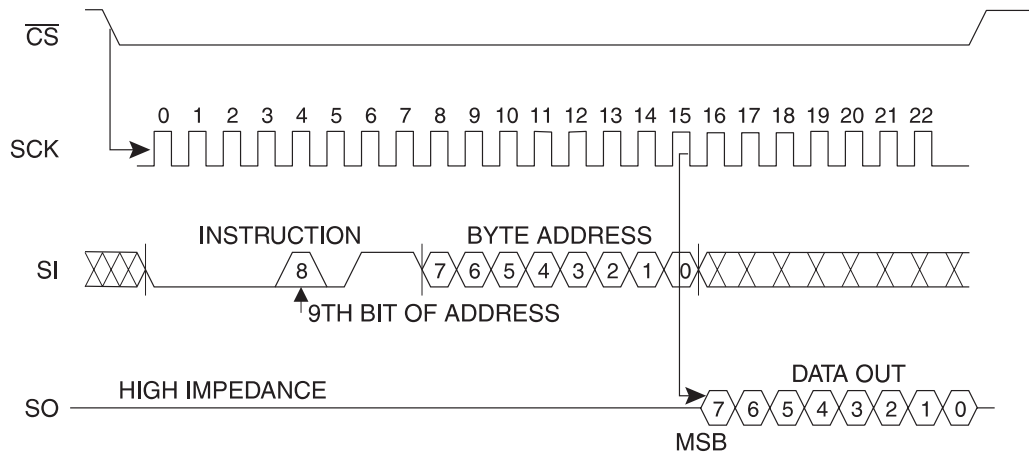 CS
0 1 2 3 4 5 6 7 8 9 10 11 12 13 14 15 16 17 18 19 20 21 22
SCK
INSTRUCTION BYTE ADDRESS
SI 8 7 6 5 4 3 2 1 0
9TH BIT OF ADDRESS
HIGH IMPEDANCE DATA OUT
SO 7 6 5 4 3 2 1 0
MSB